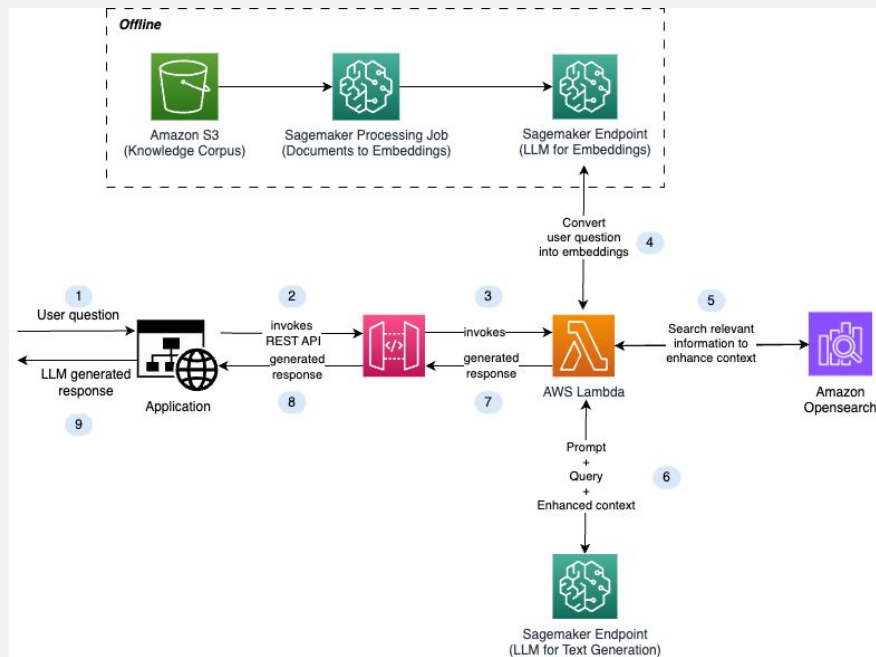 Offline
Amazon S3
(Knowledge Corpus)
Sagemaker Processing Job
(Documents to Embeddings)
Sagemaker Endpoint
(LLM for Embeddings)
Convert
user question
into embeddings
4
1
User question
2
invokes
REST API
3
invokes
5
Search relevant
information to
enhance context
LLM generated
response
9
Application
generated
response
8
generated
response
7
AWS Lambda
Amazon
Opensearch
Prompt
+
Query
+
Enhanced context
6
Sagemaker Endpoint
(LLM for Text Generation)